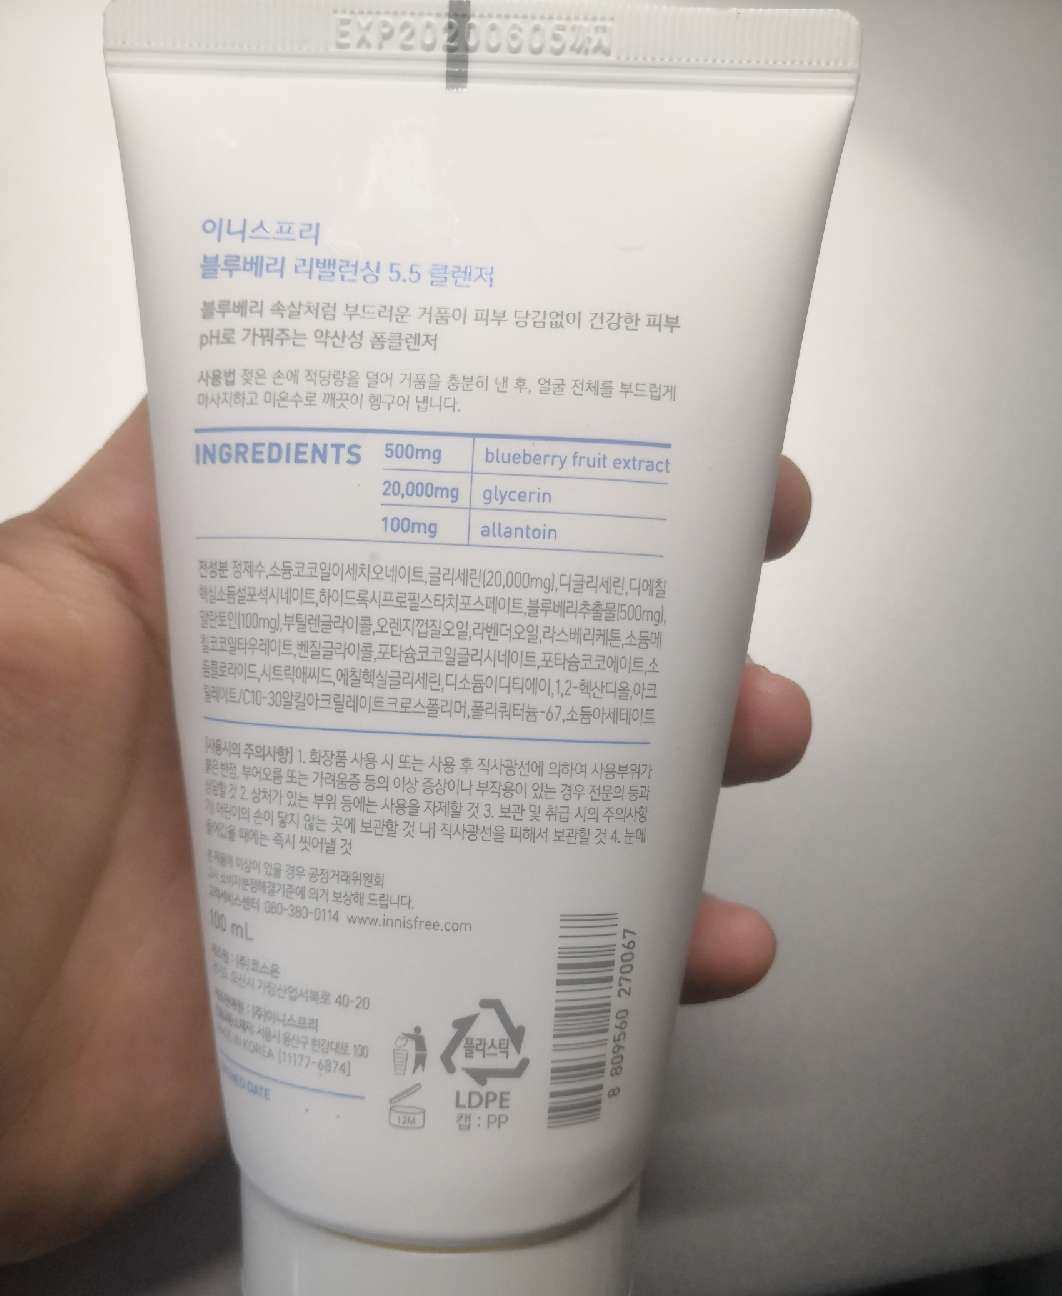 EXP20200605까지
이니스프리
블루베리 리밸런싱 5.5 클렌저
블루베리 속살처럼 부드러운 거품이 피부 당김없이 건강한 피부
pH로 가꿔주는 약산성 폼클렌저
사용법 젖은 손에 적당량을 덜어 거품을 충분히 낸 후, 얼굴 전체를 부드럽게
마사지하고 미온수로 깨끗이 헹구어 냅니다.
INGREDIENTS 500mg blueberry fruit extract
20,000mg glycerin
100mg allantoin
전성분 정제수,소듐코코일이세치오네이트,글리세린(20,000mg),디글리세린,디에칠
헥실소듐설포석시네이트,하이드록시프로필스타치포스페이트,블루베리추출물(500mg),
알란토인(100mg),부틸렌글라이콜,오렌지껍질오일,라벤더오일,라스베리케톤,소듐메
칠코코일타우레이트,벤질글라이콜,포타슘코코일글리시네이트,포타슘코코에이트,소
듐클로라이드,시트릭애씨드,에칠헥실글리세린,디소듐이디티에이,1,2-헥산디올,아크
릴레이트/C10-30알킬아크릴레이트크로스폴리머,폴리쿼터늄-67,소듐아세테이트
[사용시의 주의사항] 1. 화장품 사용 시 또는 사용 후 직사광선에 의하여 사용부위가
붉은 반점, 부어오름 또는 가려움증 등의 이상 증상이나 부작용이 있는 경우 전문의 등과
상담할 것 2. 상처가 있는 부위 등에는 사용을 자제할 것 3. 보관 및 취급 시의 주의사항
가) 어린이의 손이 닿지 않는 곳에 보관할 것 나) 직사광선을 피해서 보관할 것 4. 눈에
들어갔을 때에는 즉시 씻어낼 것
본 제품에 이상이 있을 경우 공정거래위원회
고시 소비자분쟁해결기준에 의거 보상해 드립니다.
고객서비스센터 080-380-0114 www.innisfree.com
100 mL
(주)코스온
오산시 가장산업서북로 40-20
(주)이니스프리
서울시 용산구 한강대로 100
MADE IN KOREA [11177-6874]
OPENED DATE
12M
플라스틱
LDPE
캡 : PP
8 809560 270067